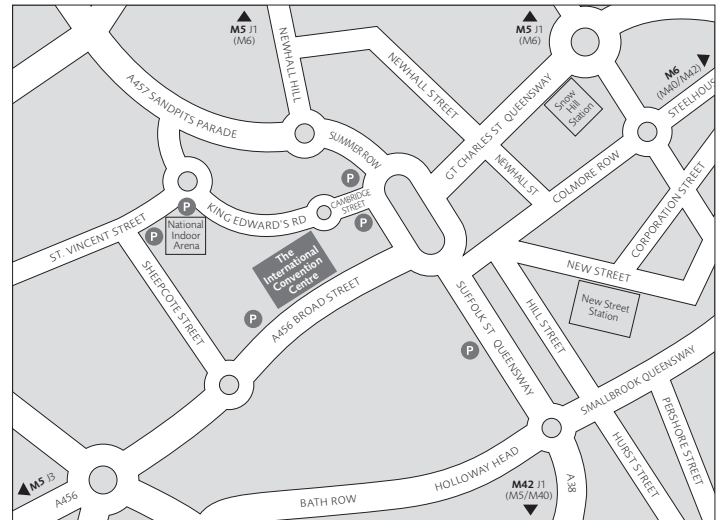 M5 J1
(M6)
M5 J1
(M6)
M6
(M40/M42)
NEWHALL HILL
NEWHALL STREET
A457 SANDPITS PARADE
SUMMER ROW
GT CHARLES ST QUEENSWAY
Snow
Hill
Station
STEELHOUS
NEWHALL ST
COLMORE ROW
CORPORATION STREET
P
CAMBRIDGE
STREET
P
P
KING EDWARD'S RD
National
Indoor
Arena
P
ST. VINCENT STREET
SHEEPCOTE STREET
The
International
Convention
Centre
A456 BROAD STREET
P
NEW STREET
New Street
Station
SUFFOLK ST QUEENSWAY
HILL STREET
P
SMALLBROOK QUEENSWAY
PERSHORE STREET
HURST STREET
HOLLOWAY HEAD
BATH ROW
M42 J1
(M5/M40)
A38
M5 J3
A456